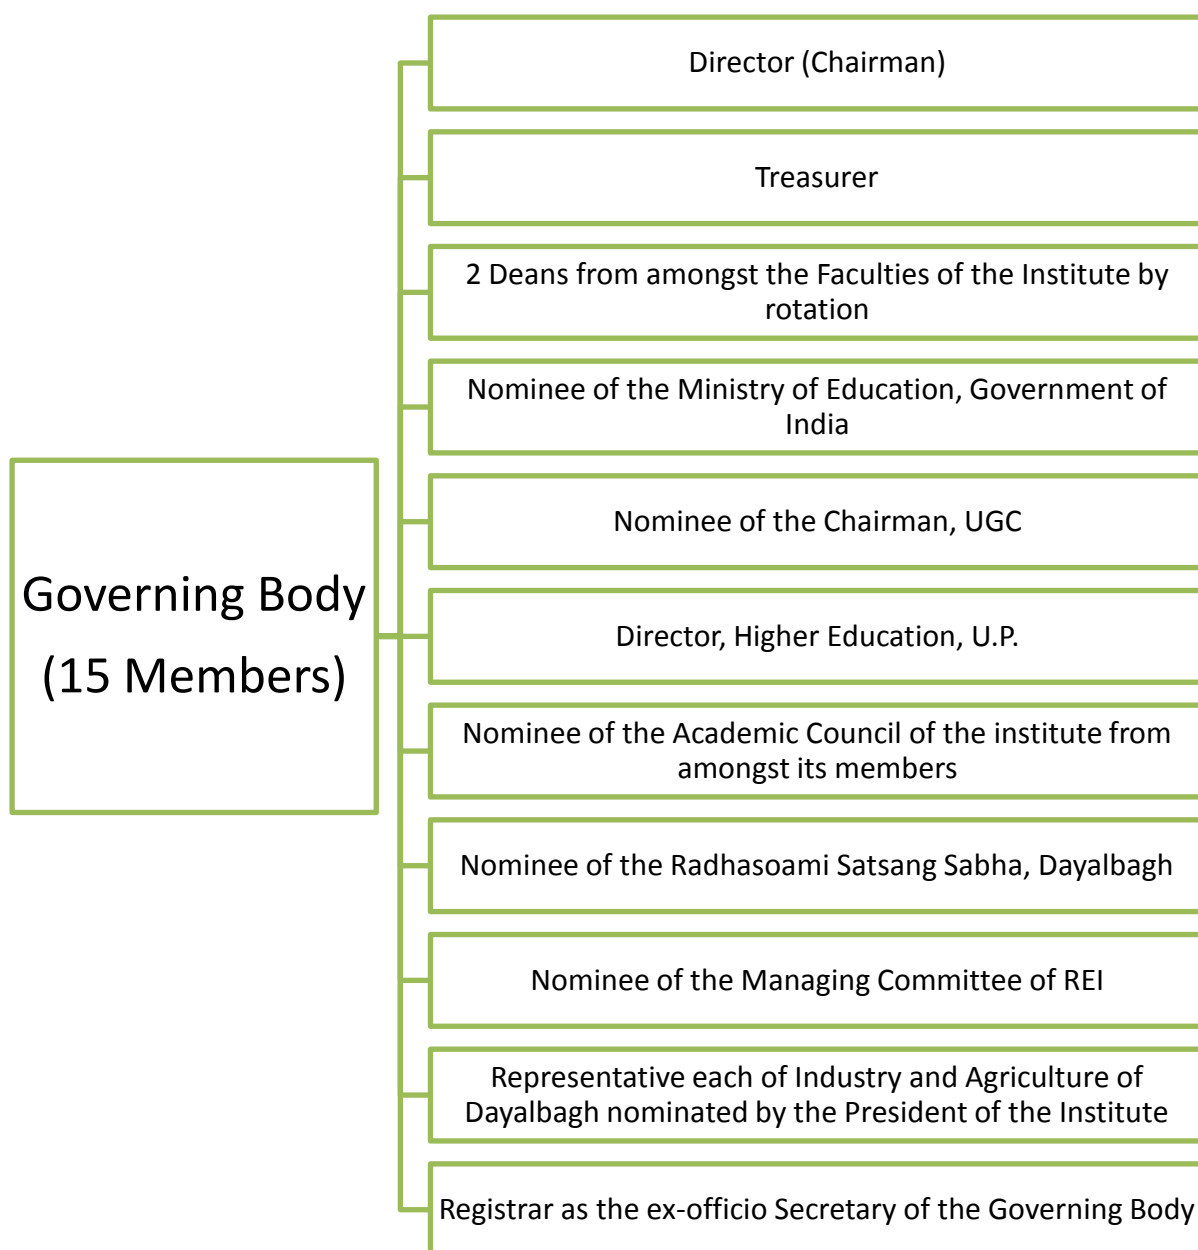 Governing Body
(15 Members)
Director (Chairman)
Treasurer
2 Deans from amongst the Faculties of the Institute by
rotation
Nominee of the Ministry of Education, Government of
India
Nominee of the Chairman, UGC
Director, Higher Education, U.P.
Nominee of the Academic Council of the institute from
amongst its members
Nominee of the Radhasoami Satsang Sabha, Dayalbagh
Nominee of the Managing Committee of REI
Representative each of Industry and Agriculture of
Dayalbagh nominated by the President of the Institute
Registrar as the ex-officio Secretary of the Governing Body